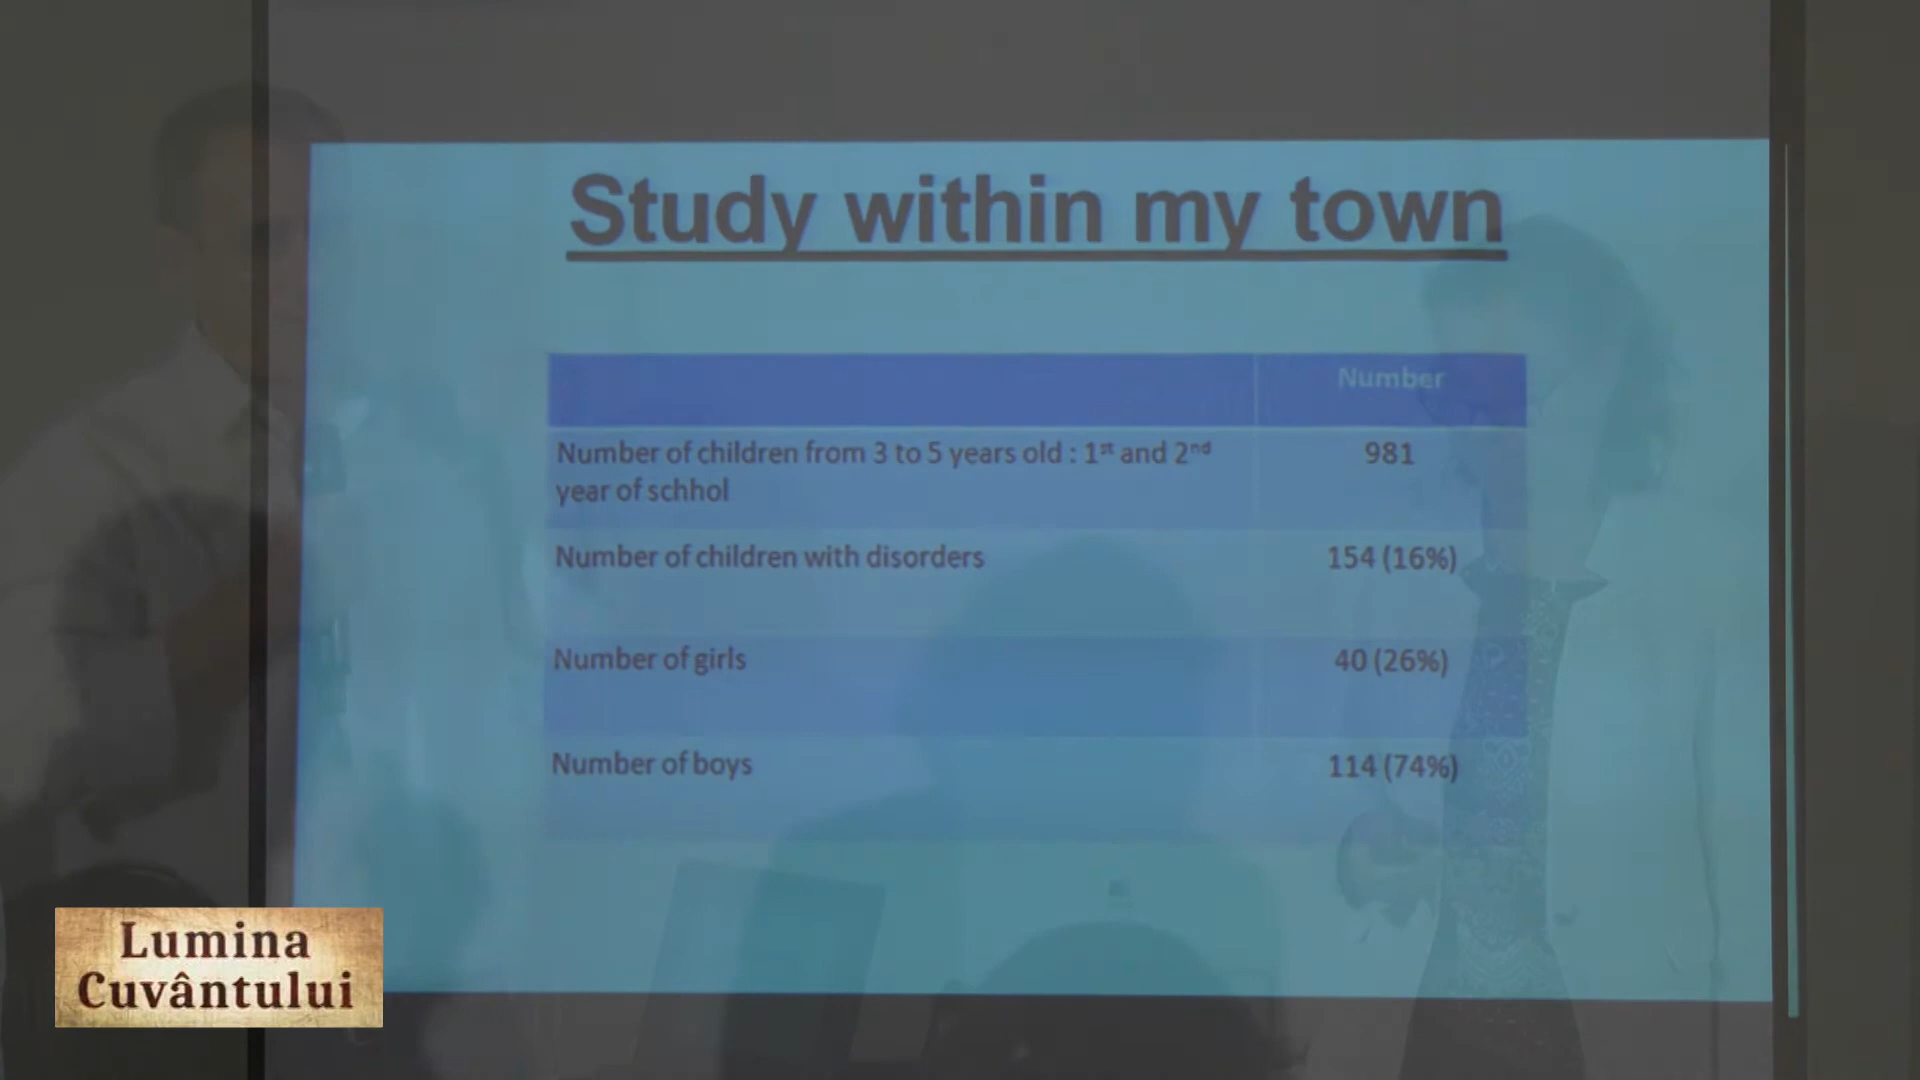 Study within my town
Number
Number of children from 3 to 5 years old : 1st and 2nd 981
year of schhol
Number of children with disorders 154 (16%)
Number of girls 40 (26%)
Number of boys 114 (74%)
Lumina
Cuvântului